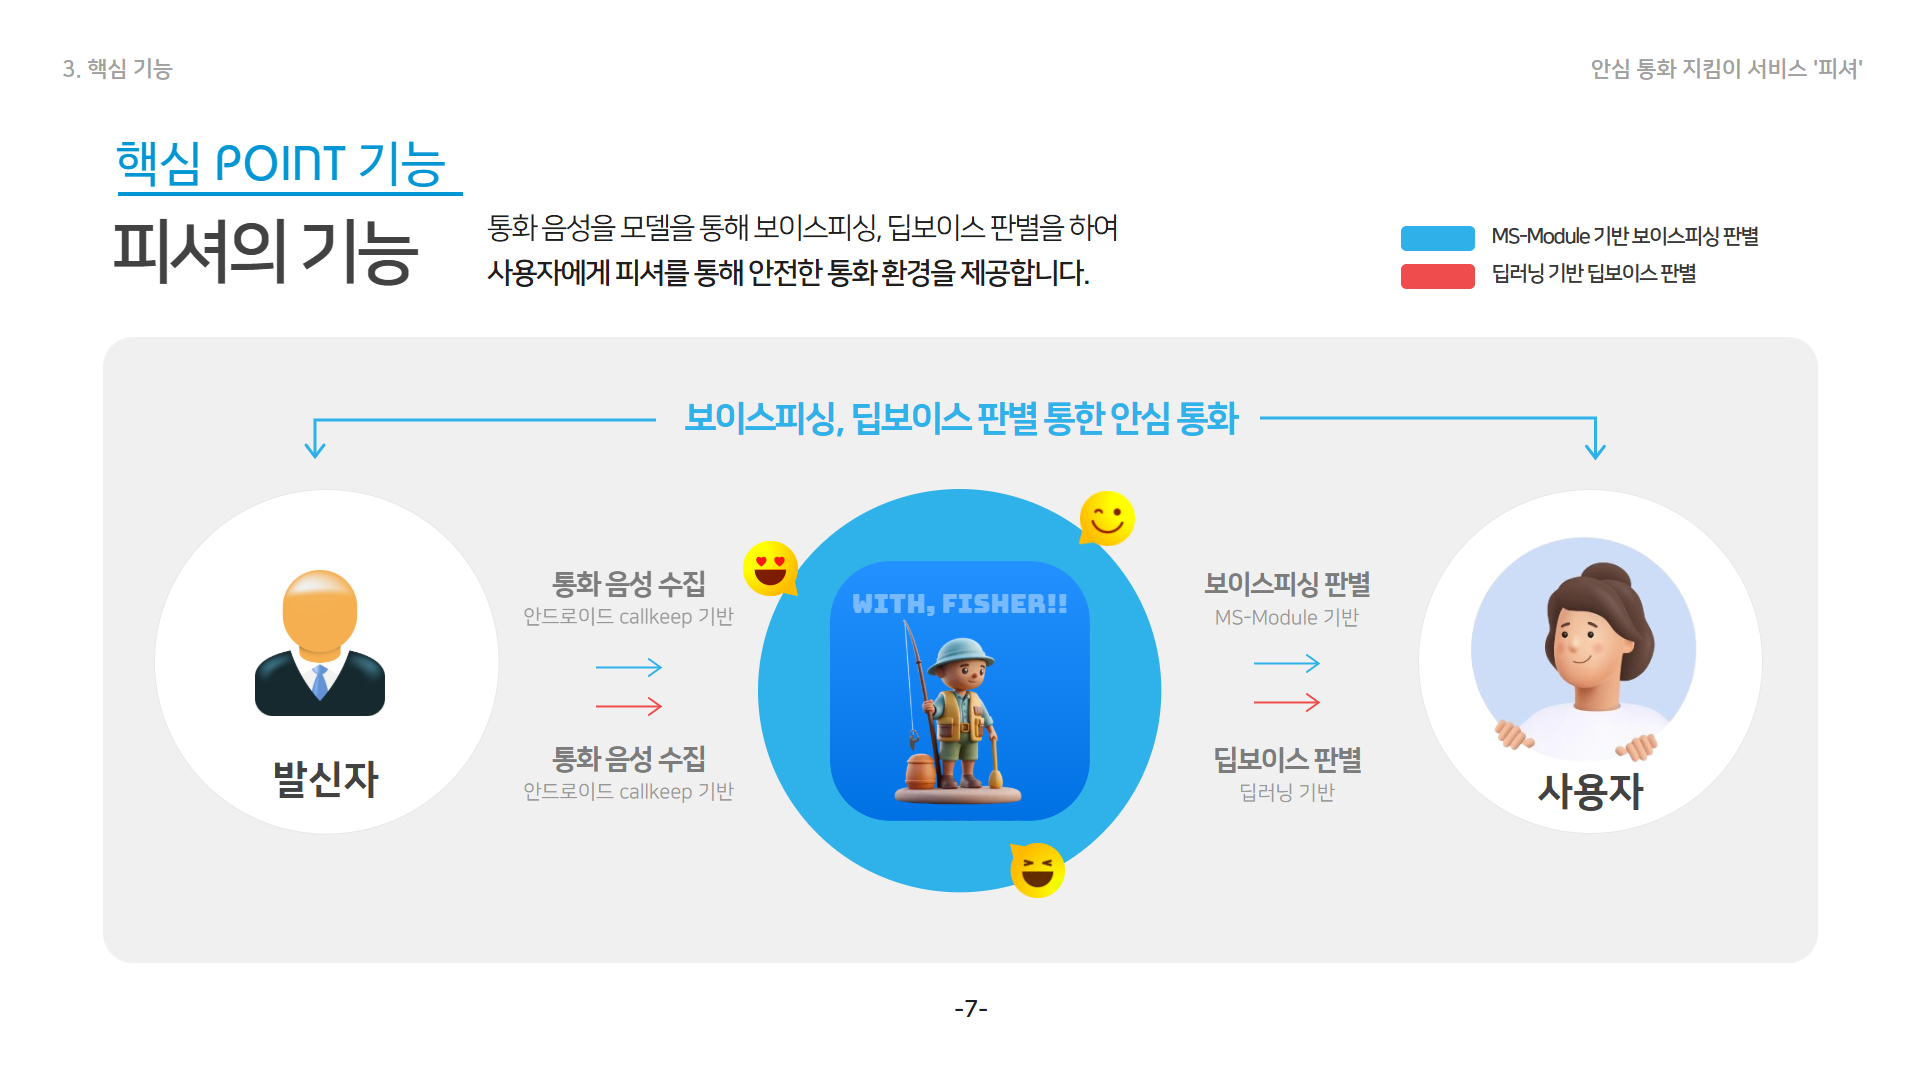 3. 핵심 기능
안심 통화 지킴이 서비스 '피셔'
핵심 POINT 기능
피셔의 기능
통화 음성을 모델을 통해 보이스피싱, 딥보이스 판별을 하여
사용자에게 피셔를 통해 안전한 통화 환경을 제공합니다.
MS-Module 기반 보이스피싱 판별
딥러닝 기반 딥보이스 판별
보이스피싱, 딥보이스 판별 통한 안심 통화
발신자
통화 음성 수집
안드로이드 callkeep 기반
통화 음성 수집
안드로이드 callkeep 기반
WITH, FISHER!!
보이스피싱 판별
MS-Module 기반
딥보이스 판별
딥러닝 기반
사용자
-7-